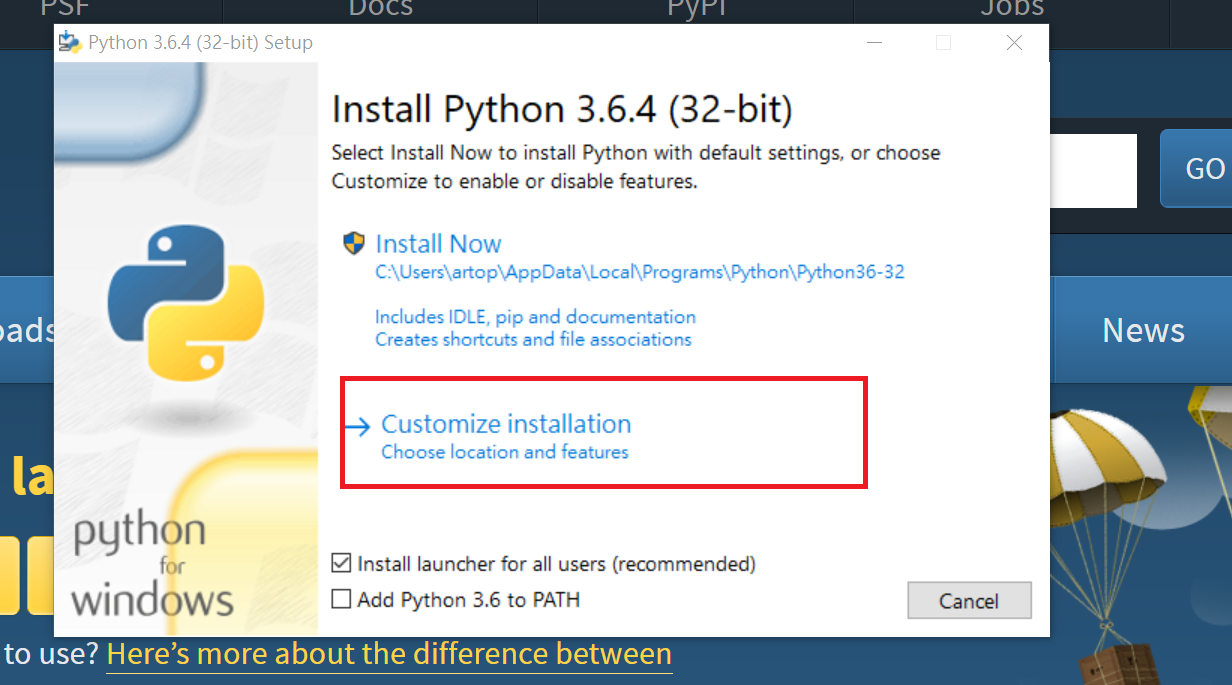 PSF
Docs
PyPI
Jobs
Python 3.6.4 (32-bit) Setup
Install Python 3.6.4 (32-bit)
Select Install Now to install Python with default settings, or choose
Customize to enable or disable features.
GO
Install Now
C:\Users\artop\AppData\Local\Programs\Python\Python36-32
Includes IDLE, pip and documentation
Creates shortcuts and file associations
oads
News
Customize installation
Choose location and features
la
python
for
windows
Install launcher for all users (recommended)
Add Python 3.6 to PATH
Cancel
to use? Here’s more about the difference between